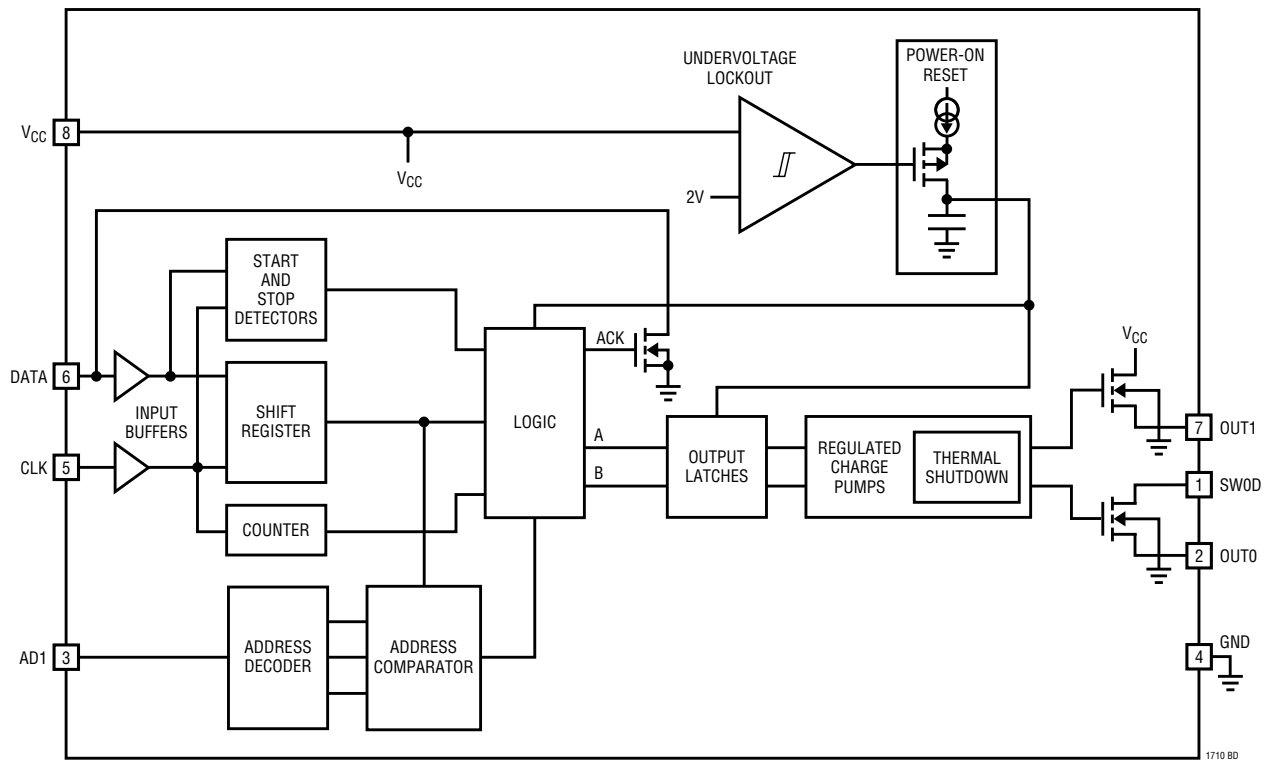 UNDERVOLTAGE
LOCKOUT
POWER-ON
RESET
VCC
8
VCC
2V
START
AND
STOP
DETECTORS
ACK
VCC
DATA
6
INPUT
BUFFERS
SHIFT
REGISTER
LOGIC
A
B
OUTPUT
LATCHES
REGULATED
CHARGE
PUMPS
THERMAL
SHUTDOWN
7
OUT1
CLK
5
1
SW0D
COUNTER
2
OUT0
AD1
3
ADDRESS
DECODER
ADDRESS
COMPARATOR
4
GND
1710 BD